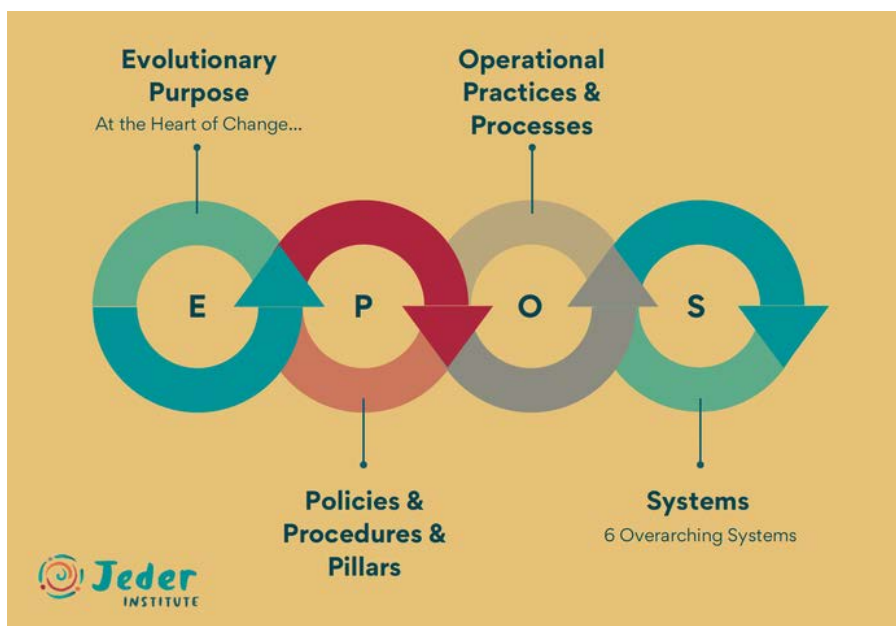 Evolutionary
Purpose
At the Heart of Change...
Operational
Practices &
Processes
E
P
O
S
Policies &
Procedures &
Pillars
Systems
6 Overarching Systems
Jeder
INSTITUTE